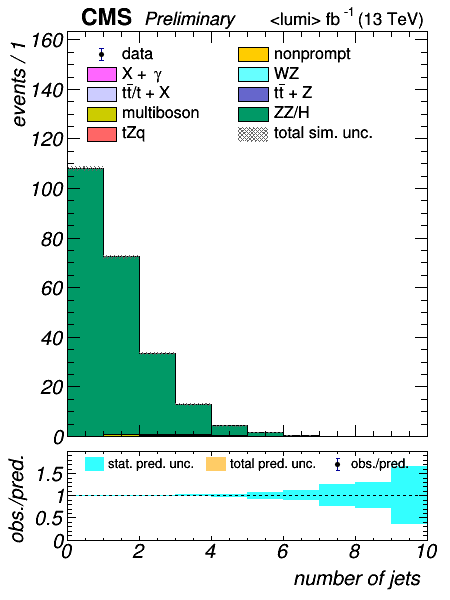 CMS Preliminary <lumi> fb⁻¹ (13 TeV)
events / 1
160
140
120
100
80
60
40
20
0
data
nonprompt
X + γ
WZ
tt̄/t + X
tt̄ + Z
multiboson
ZZ/H
tZq
total sim. unc.
obs./pred.
1.5
1
0.5
0
stat. pred. unc. total pred. unc. obs./pred.
0 2 4 6 8 10
number of jets